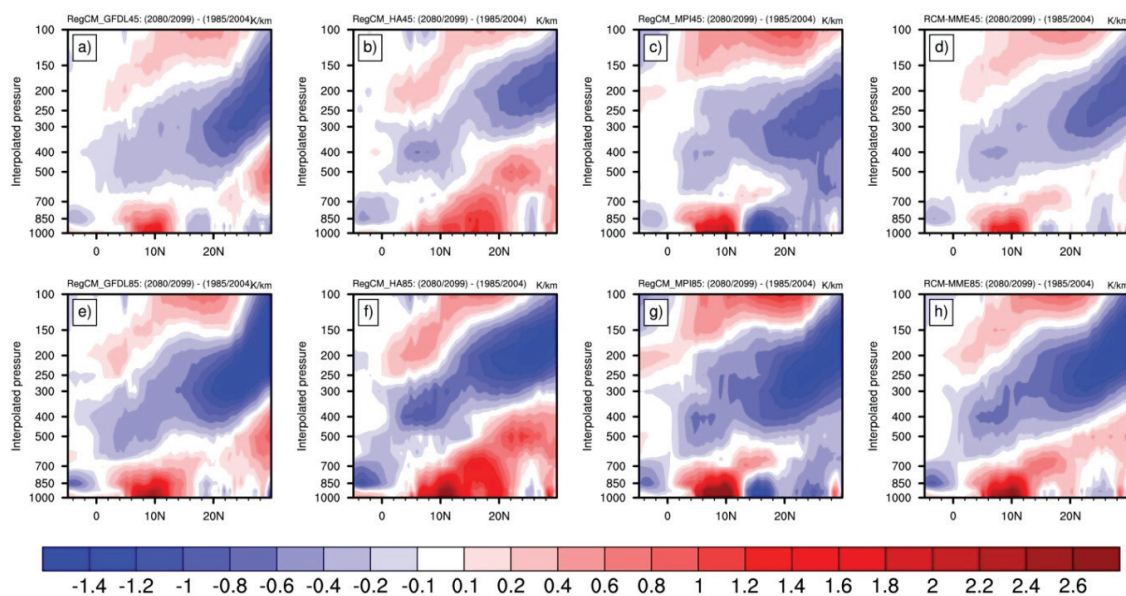 RegCM_GFDL45: (2080/2099) - (1985/2004) K/km
RegCM_HA45: (2080/2099) - (1985/2004) K/km
RegCM_MPI45: (2080/2099) - (1985/2004) K/km
RCM-MME45: (2080/2099) - (1985/2004) K/km
a)
b)
c)
d)
Interpolated pressure
100
150
200
250
300
400
500
700
850
1000
0 10N 20N
Interpolated pressure
100
150
200
250
300
400
500
700
850
1000
0 10N 20N
Interpolated pressure
100
150
200
250
300
400
500
700
850
1000
0 10N 20N
Interpolated pressure
100
150
200
250
300
400
500
700
850
1000
0 10N 20N
RegCM_GFDL85: (2080/2099) - (1985/2004) K/km
RegCM_HA85: (2080/2099) - (1985/2004) K/km
RegCM_MPI85: (2080/2099) - (1985/2004) K/km
RCM-MME85: (2080/2099) - (1985/2004) K/km
e)
f)
g)
h)
Interpolated pressure
100
150
200
250
300
400
500
700
850
1000
0 10N 20N
Interpolated pressure
100
150
200
250
300
400
500
700
850
1000
0 10N 20N
Interpolated pressure
100
150
200
250
300
400
500
700
850
1000
0 10N 20N
Interpolated pressure
100
150
200
250
300
400
500
700
850
1000
0 10N 20N
-1.4 -1.2 -1 -0.8 -0.6 -0.4 -0.2 -0.1 0.1 0.2 0.4 0.6 0.8 1 1.2 1.4 1.6 1.8 2 2.2 2.4 2.6